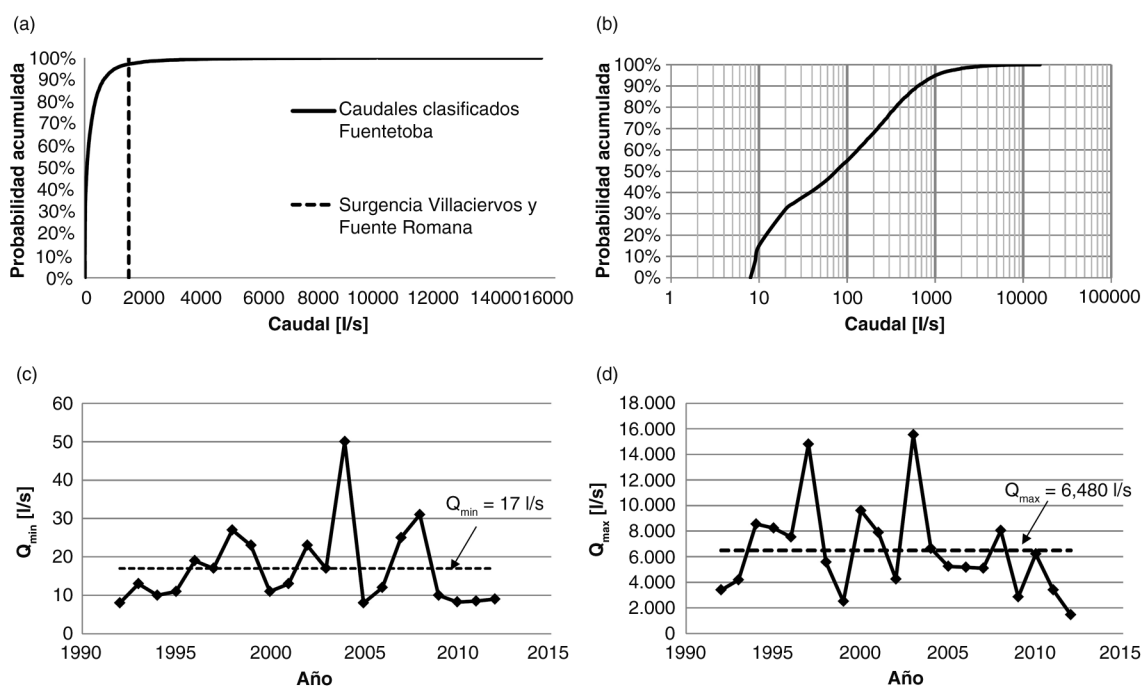 (a)
100%
90%
80%
70%
60%
50%
40%
30%
20%
10%
0%
Probabilidad acumulada
Caudales clasificados
Fuentetoba
Surgencia Villaciervos y
Fuente Romana
0 2000 4000 6000 8000 10000 12000 14000 16000
Caudal [l/s]
(b)
100%
90%
80%
70%
60%
50%
40%
30%
20%
10%
0%
Probabilidad acumulada
1 10 100 1000 10000 100000
Caudal [l/s]
(c)
60
50
40
30
20
10
0
Qmin [l/s]
Qmin = 17 l/s
1990 1995 2000 2005 2010 2015
Año
(d)
18.000
16.000
14.000
12.000
10.000
8.000
6.000
4.000
2.000
0
Qmax [l/s]
Qmax = 6,480 l/s
1990 1995 2000 2005 2010 2015
Año